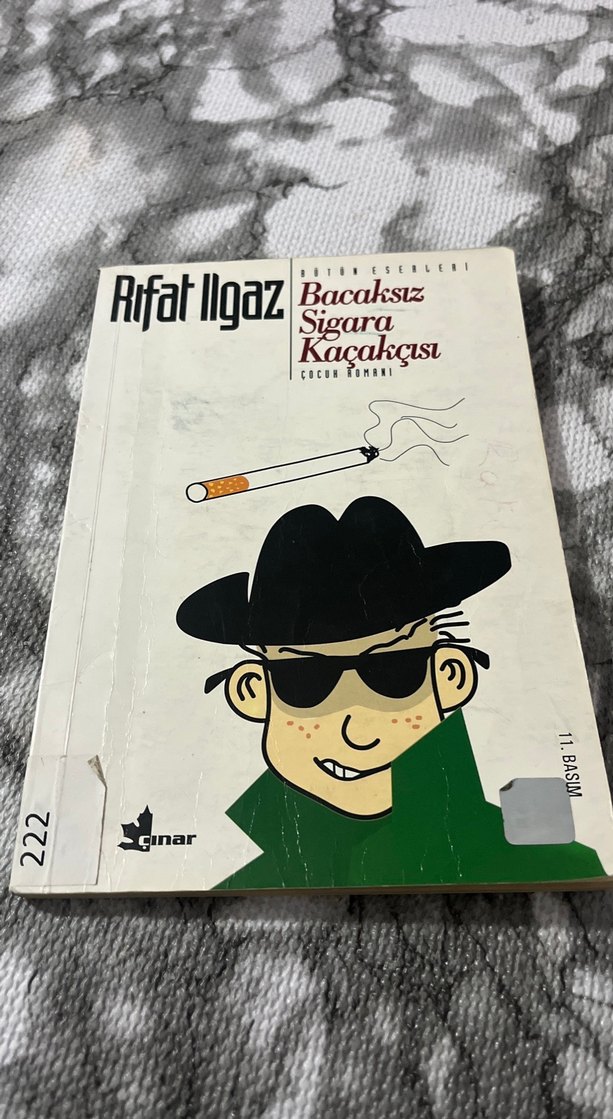 Rıfat Ilgaz
BÜTÜN ESERLERİ
Bacaksız
Sigara
Kaçakçısı
ÇOCUK ROMANI
11. BASIM
çınar
222